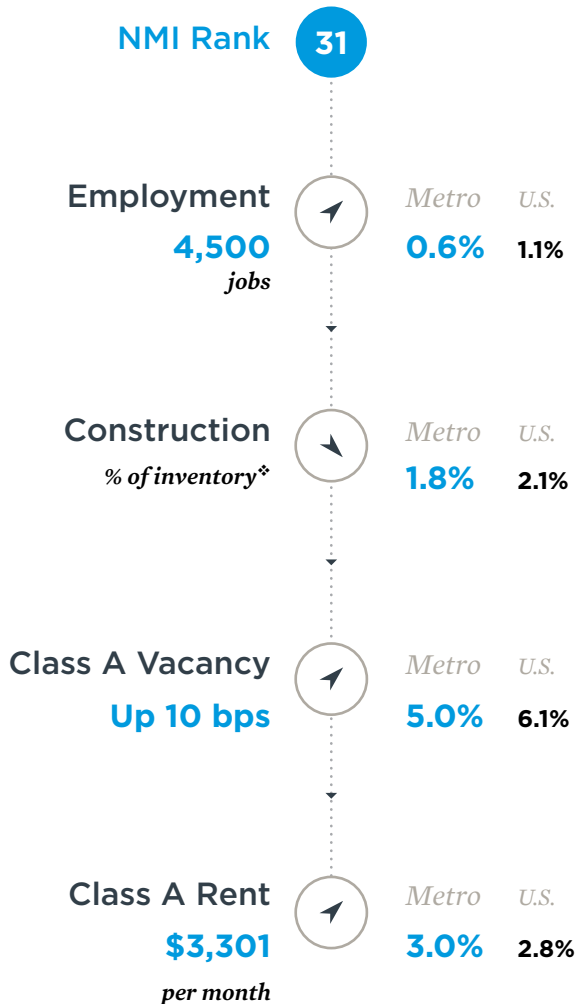 NMI Rank 31
Employment Metro U.S.
4,500 0.6% 1.1%
jobs
Construction Metro U.S.
% of inventory❖ 1.8% 2.1%
Class A Vacancy Metro U.S.
Up 10 bps 5.0% 6.1%
Class A Rent Metro U.S.
$3,301 3.0% 2.8%
per month